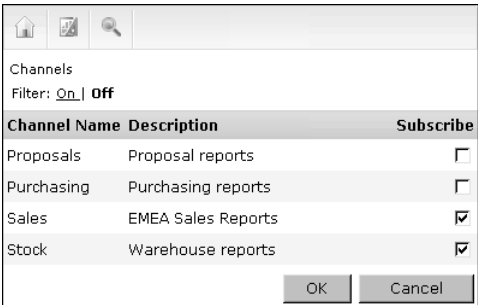 Channels
Filter: On | Off
Channel Name Description Subscribe
Proposals Proposal reports
Purchasing Purchasing reports
Sales EMEA Sales Reports
Stock Warehouse reports
OK Cancel